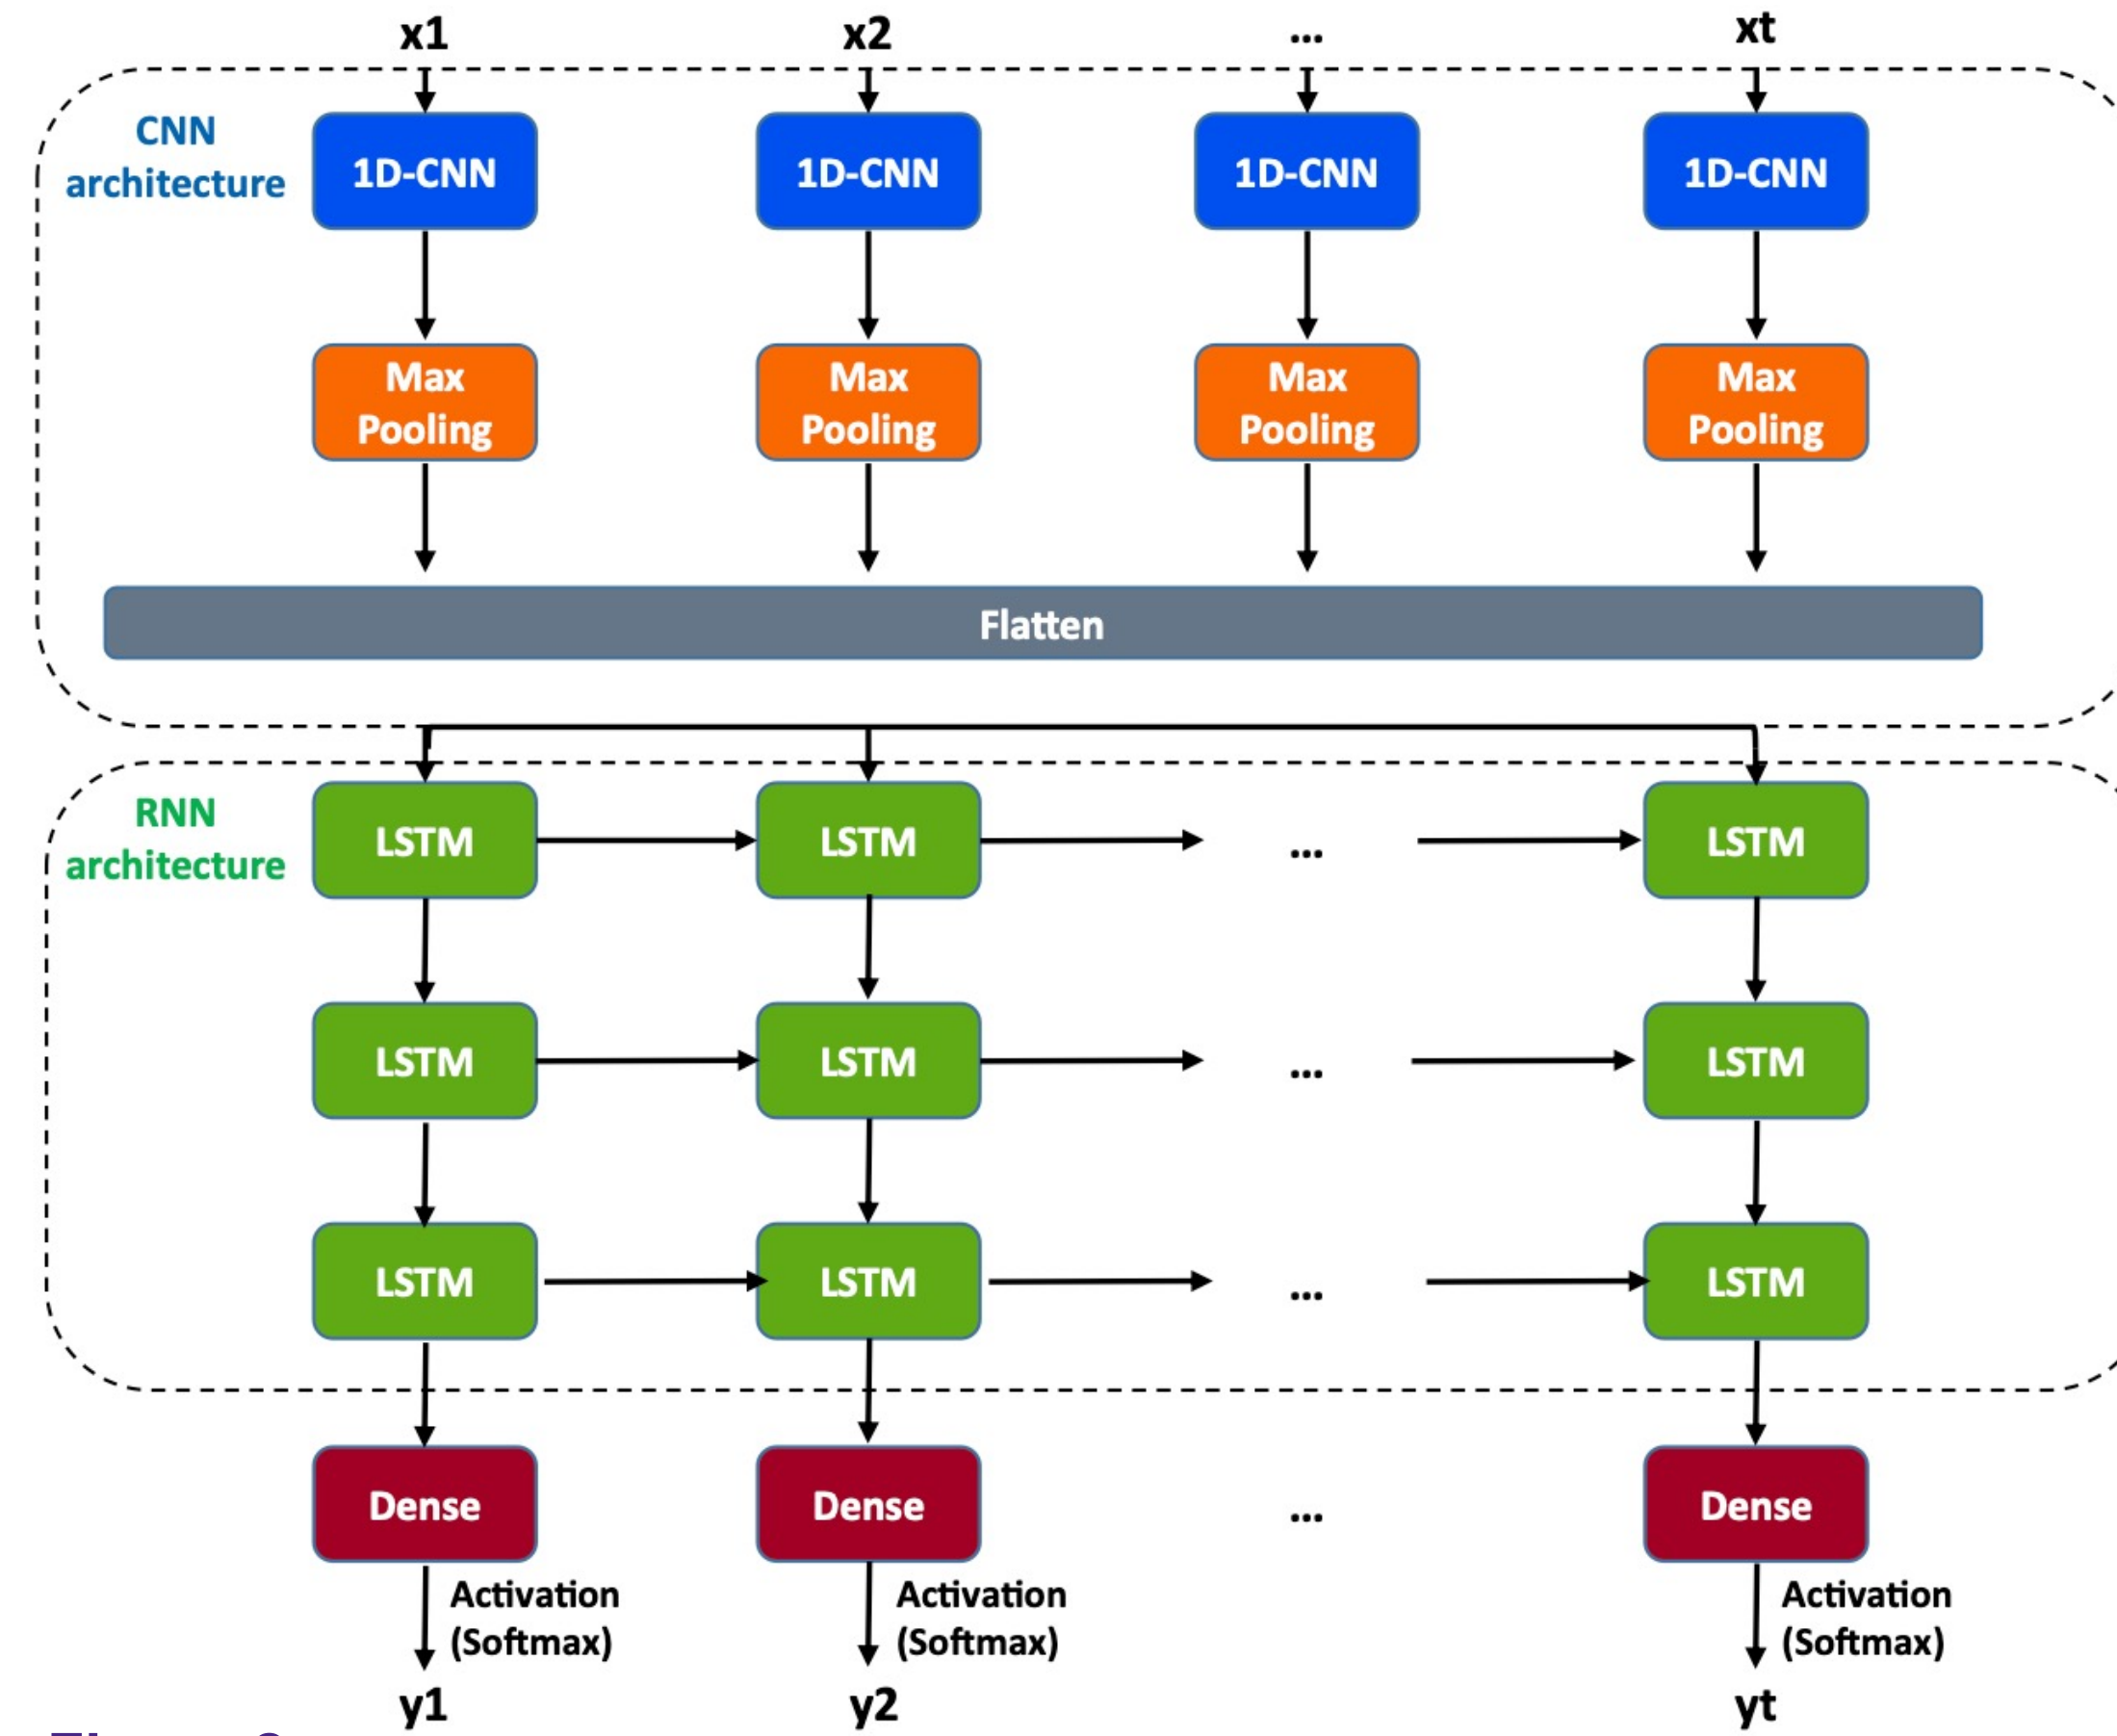 x1 x2 ... xt
CNN
architecture
1D-CNN 1D-CNN 1D-CNN 1D-CNN
Max
Pooling
Max
Pooling
Max
Pooling
Max
Pooling
Flatten
RNN
architecture
LSTM LSTM ... LSTM
LSTM LSTM ... LSTM
LSTM LSTM ... LSTM
Dense Dense ... Dense
Activation
(Softmax)
Activation
(Softmax)
Activation
(Softmax)
y1 y2 yt